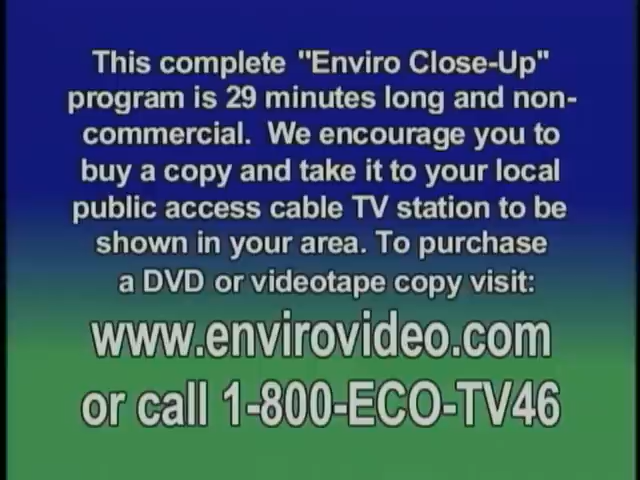 This complete "Enviro Close-Up"
program is 29 minutes long and non-
commercial.  We encourage you to
buy a copy and take it to your local
public access cable TV station to be
shown in your area. To purchase
a DVD or videotape copy visit:
www.envirovideo.com
or call 1-800-ECO-TV46